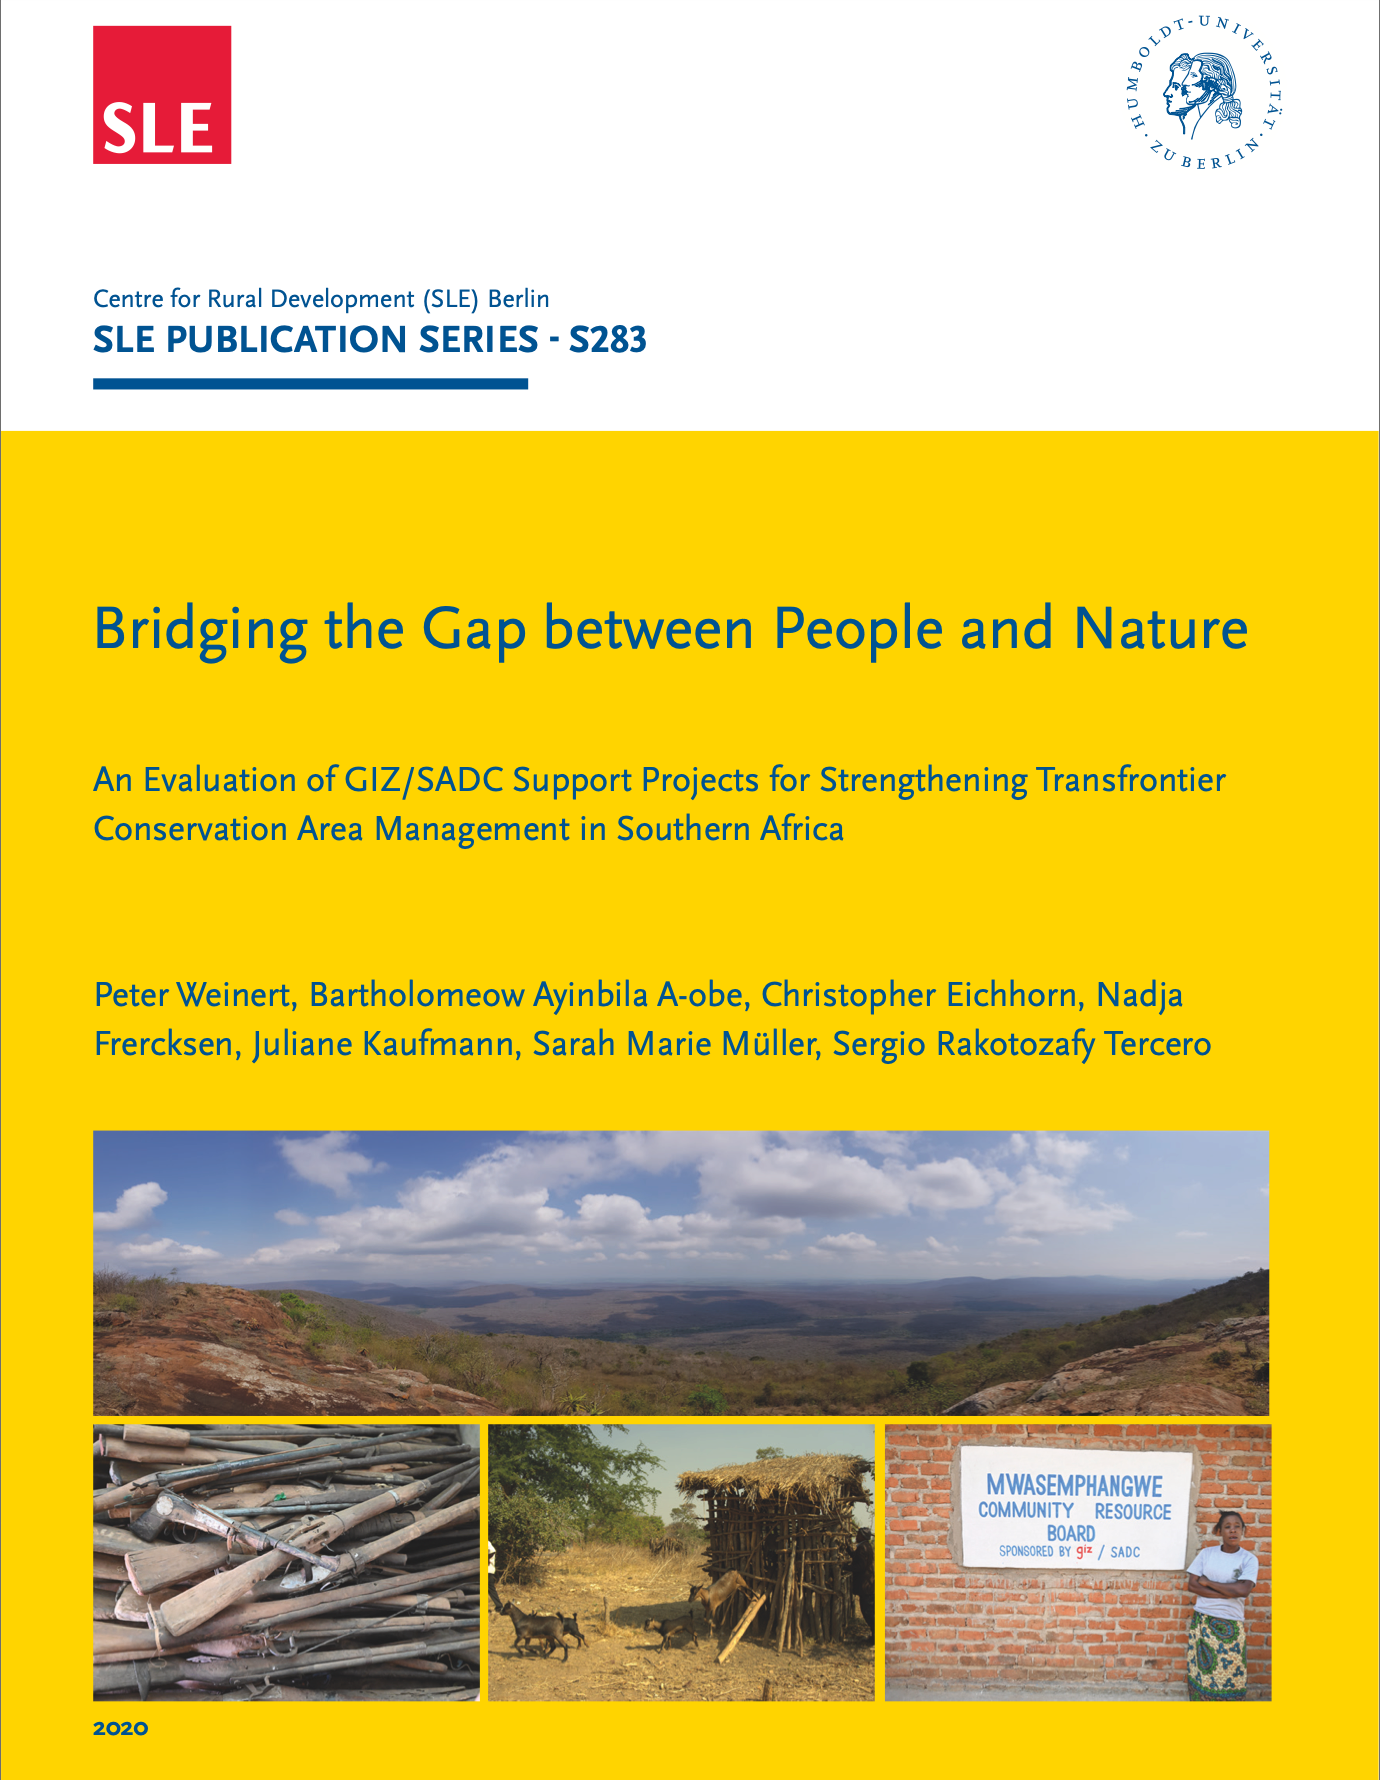 SLE
HUMBOLDT-UNIVERSITÄT · ZU BERLIN ·
Centre for Rural Development (SLE) Berlin
SLE PUBLICATION SERIES - S283
Bridging the Gap between People and Nature
An Evaluation of GIZ/SADC Support Projects for Strengthening Transfrontier
Conservation Area Management in Southern Africa
Peter Weinert, Bartholomeow Ayinbila A-obe, Christopher Eichhorn, Nadja
Frercksen, Juliane Kaufmann, Sarah Marie Müller, Sergio Rakotozafy Tercero
MWASEMPHANGWE
COMMUNITY RESOURCE
BOARD
SPONSORED BY giz / SADC
2020